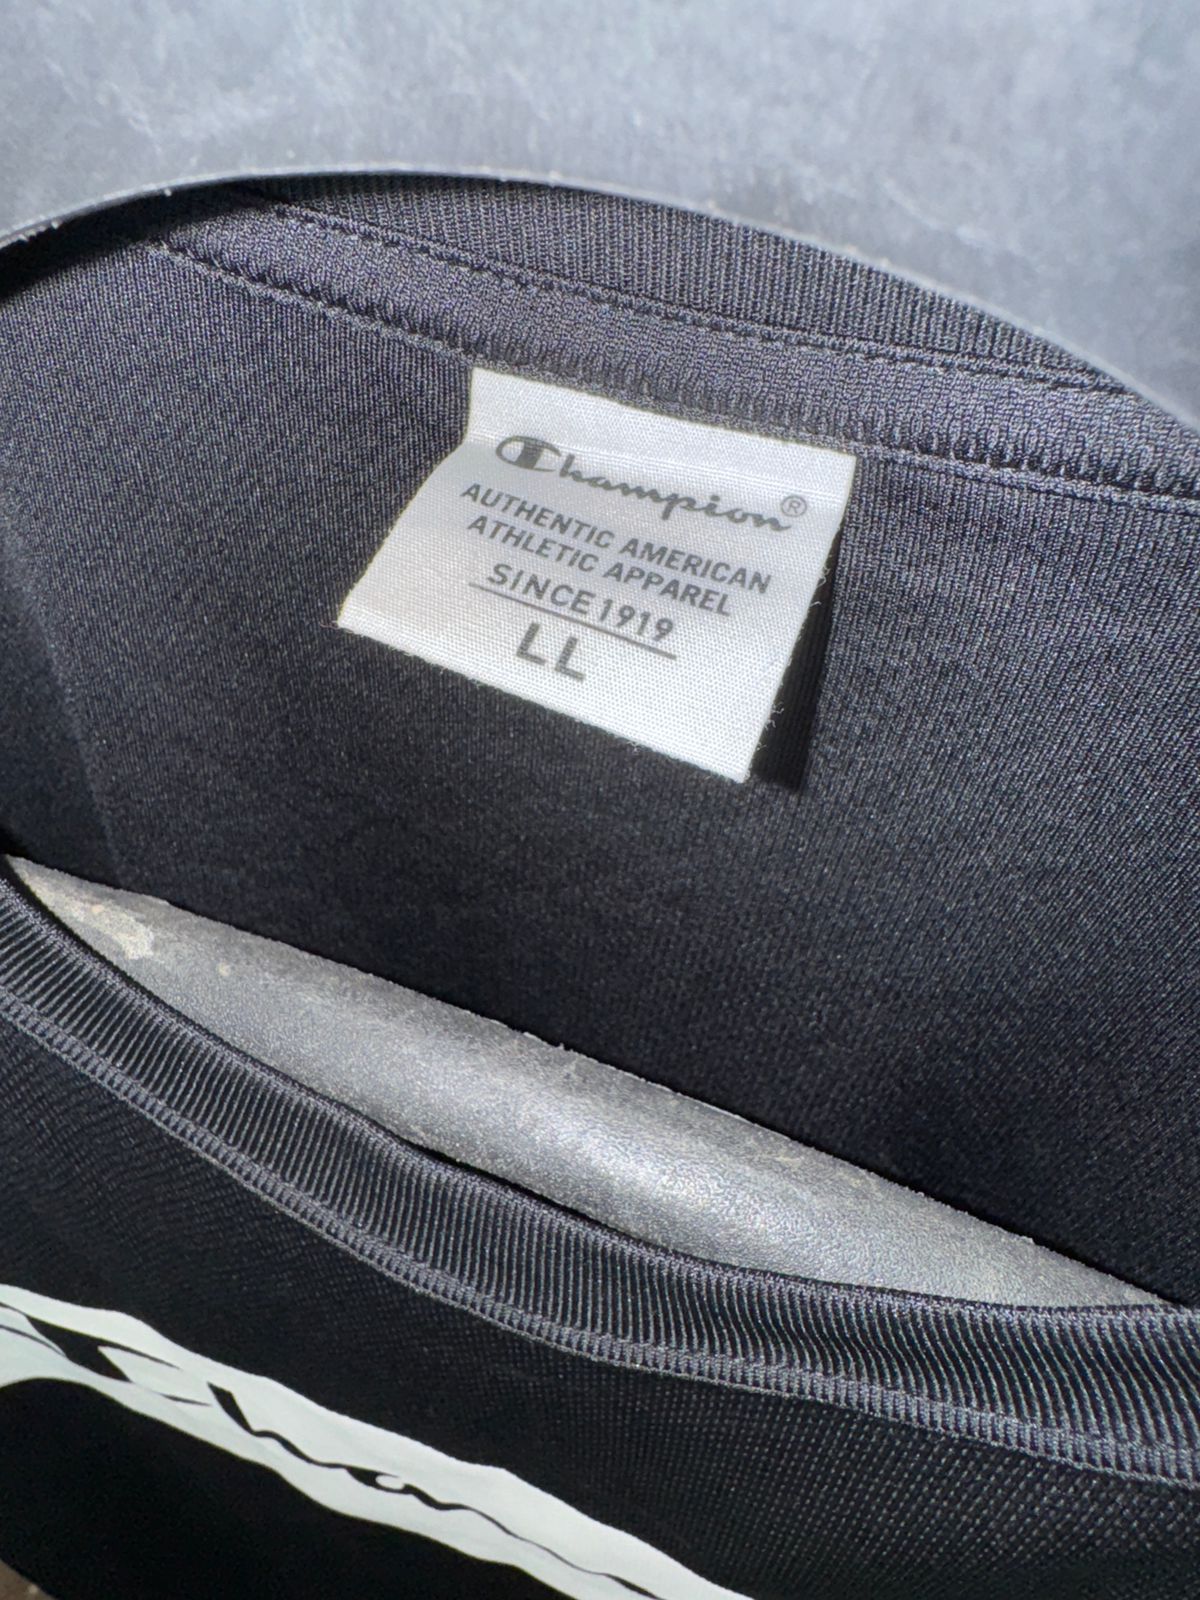 Champion®
AUTHENTIC AMERICAN
ATHLETIC APPAREL
SINCE 1919
LL